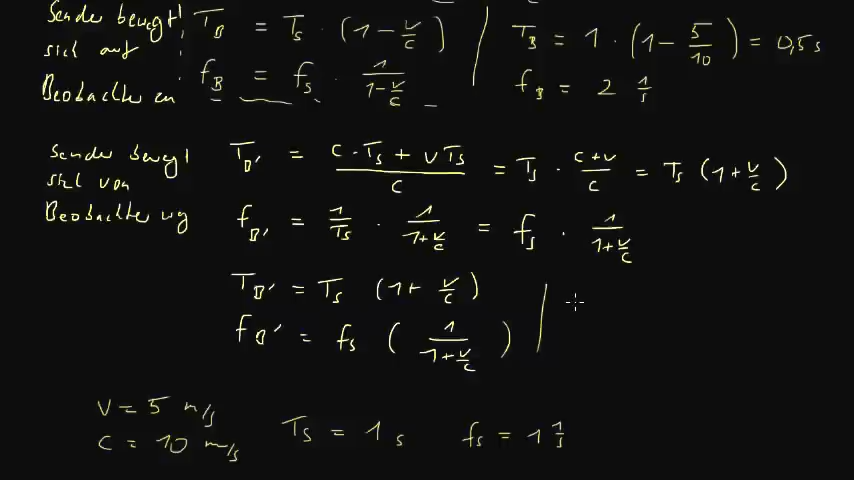 Sender bewegt T_B = T_S · (1 - v/c) | T_B = 1 · (1 - 5/10) = 0,5 s
sich auf
Beobachter zu f_B = f_S · 1/(1 - v/c) | f_B = 2 1/s
Sender bewegt T_B' = (c · T_S + v T_S)/c = T_S · (c+v)/c = T_S (1 + v/c)
sich von
Beobachter weg f_B' = 1/T_S · 1/(1 + v/c) = f_S · 1/(1 + v/c)
T_B' = T_S (1 + v/c)
f_B' = f_S (1/(1 + v/c))
v = 5 m/s
c = 10 m/s T_S = 1 s f_S = 1 1/s